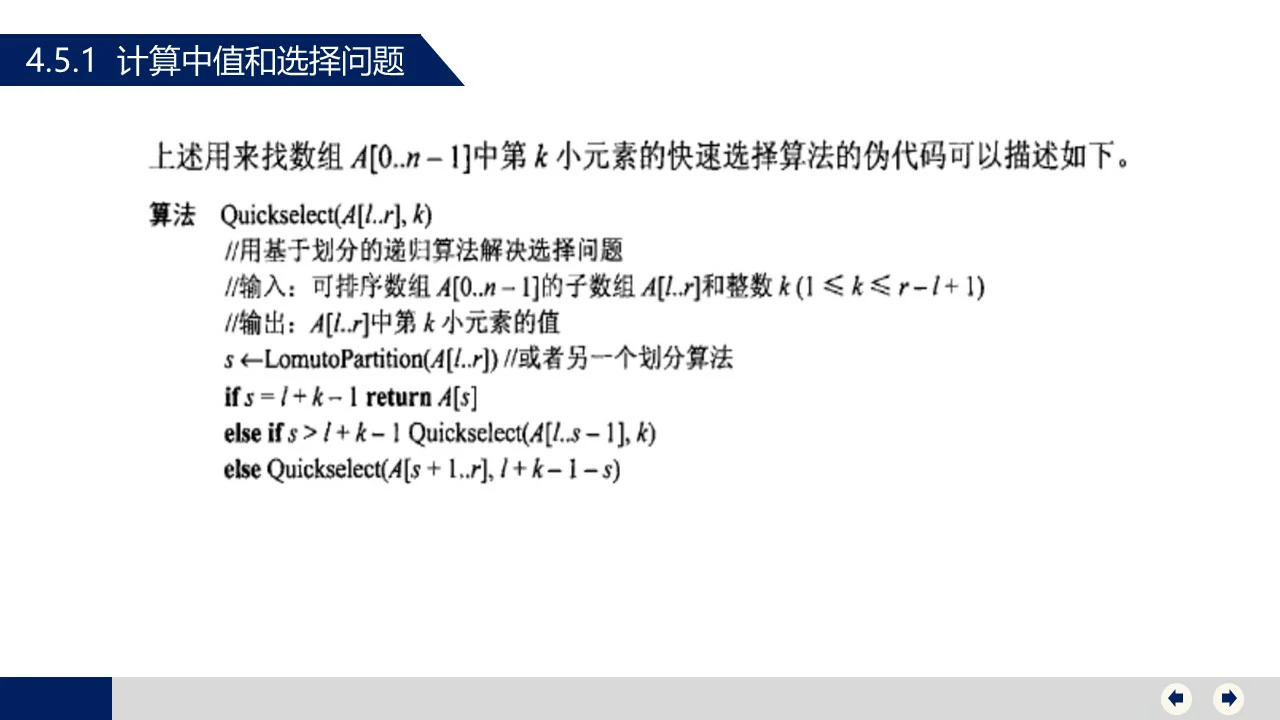 4.5.1 计算中值和选择问题
上述用来找数组 A[0..n – 1]中第 k 小元素的快速选择算法的伪代码可以描述如下。
算法 Quickselect(A[l..r], k)
//用基于划分的递归算法解决选择问题
//输入：可排序数组 A[0..n – 1]的子数组 A[l..r]和整数 k (1 ≤ k ≤ r – l + 1)
//输出：A[l..r]中第 k 小元素的值
s ←LomutoPartition(A[l..r]) //或者另一个划分算法
if s = l + k – 1 return A[s]
else if s > l + k – 1 Quickselect(A[l..s – 1], k)
else Quickselect(A[s + 1..r], l + k – 1 – s)